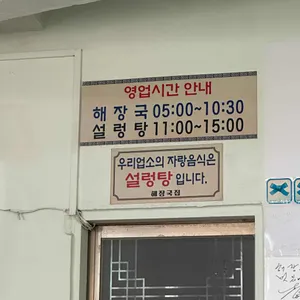 영업시간 안내
해장국 05:00~10:30
설렁탕 11:00~15:00
우리업소의 자랑음식은
설렁탕 입니다.
해장국집